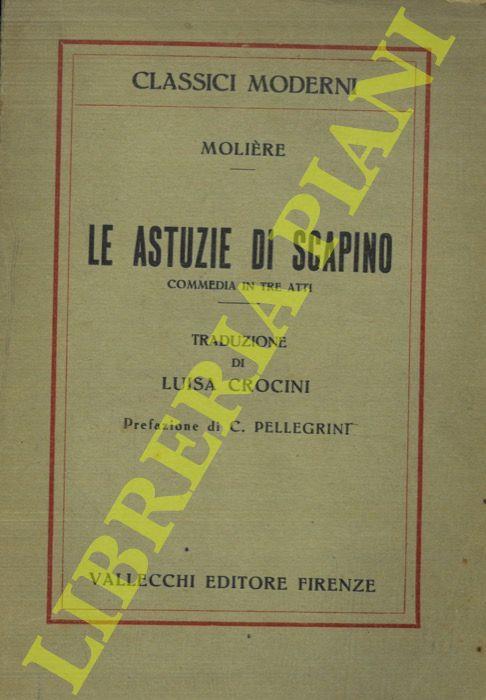 CLASSICI MODERNI
MOLIÈRE
LE ASTUZIE DI SCAPINO
COMMEDIA IN TRE ATTI
TRADUZIONE
DI
LUISA CROCINI
Prefazione di C. PELLEGRINI
VALLECCHI EDITORE FIRENZE
LIBRERIA PIANI